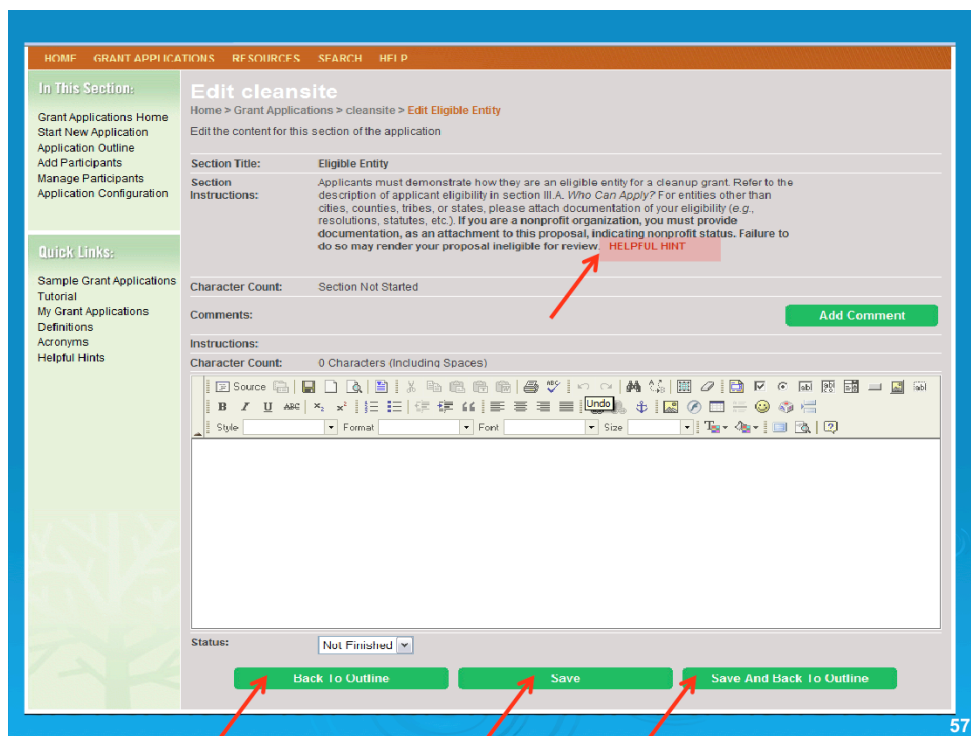 HOME GRANT APPLICATIONS RESOURCES SEARCH HELP
In This Section:
Grant Applications Home
Start New Application
Application Outline
Add Participants
Manage Participants
Application Configuration
Quick Links:
Sample Grant Applications
Tutorial
My Grant Applications
Definitions
Acronyms
Helpful Hints
Edit cleansite
Home > Grant Applications > cleansite > Edit Eligible Entity
Edit the content for this section of the application
Section Title: Eligible Entity
Section Instructions: Applicants must demonstrate how they are an eligible entity for a cleanup grant. Refer to the
description of applicant eligibility in section III.A. Who Can Apply? For entities other than
cities, counties, tribes, or states, please attach documentation of your eligibility (e.g.,
resolutions, statutes, etc.). If you are a nonprofit organization, you must provide
documentation, as an attachment to this proposal, indicating nonprofit status. Failure to
do so may render your proposal ineligible for review. HELPFUL HINT
Character Count: Section Not Started
Comments: Add Comment
Instructions:
Character Count: 0 Characters (Including Spaces)
Source
B I U ABC x₂ x²
Undo
Style Format Font Size
Status: Not Finished
Back To Outline Save Save And Back To Outline
57